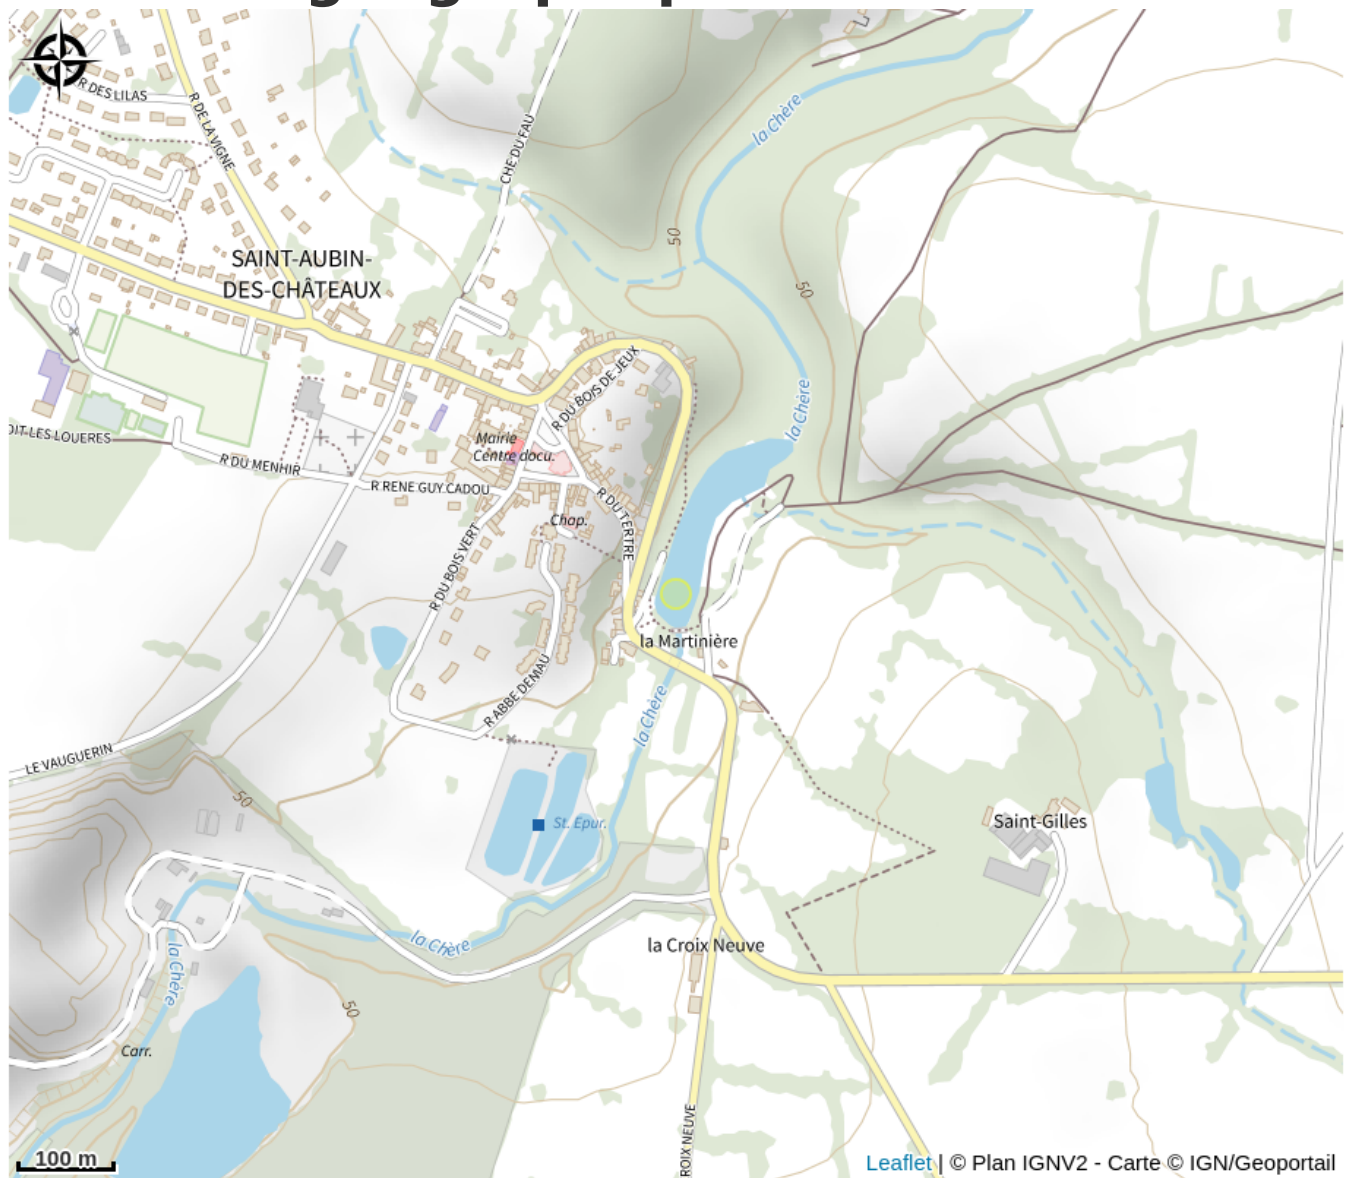 R DES LILAS
R DE LA VIGNE
CHE DU FAU
la Chère
50
SAINT-AUBIN-
DES-CHÂTEAUX
50
la Chère
R DU BOIS DE JEUX
OIT LES LOUERES
R DU MENHIR
Mairie
Centre docu.
R RENE GUY CADOU
R DU TERTRE
Chap.
R DU BOIS VERT
la Martinière
R ABBE DEMAU
la Chère
LE VAUGUERIN
50
St. Epur.
Saint-Gilles
la Chère
la Croix Neuve
la Chère
50
Carr.
ROIX NEUVE
100 m
Leaflet | © Plan IGNV2 - Carte © IGN/Geoportail